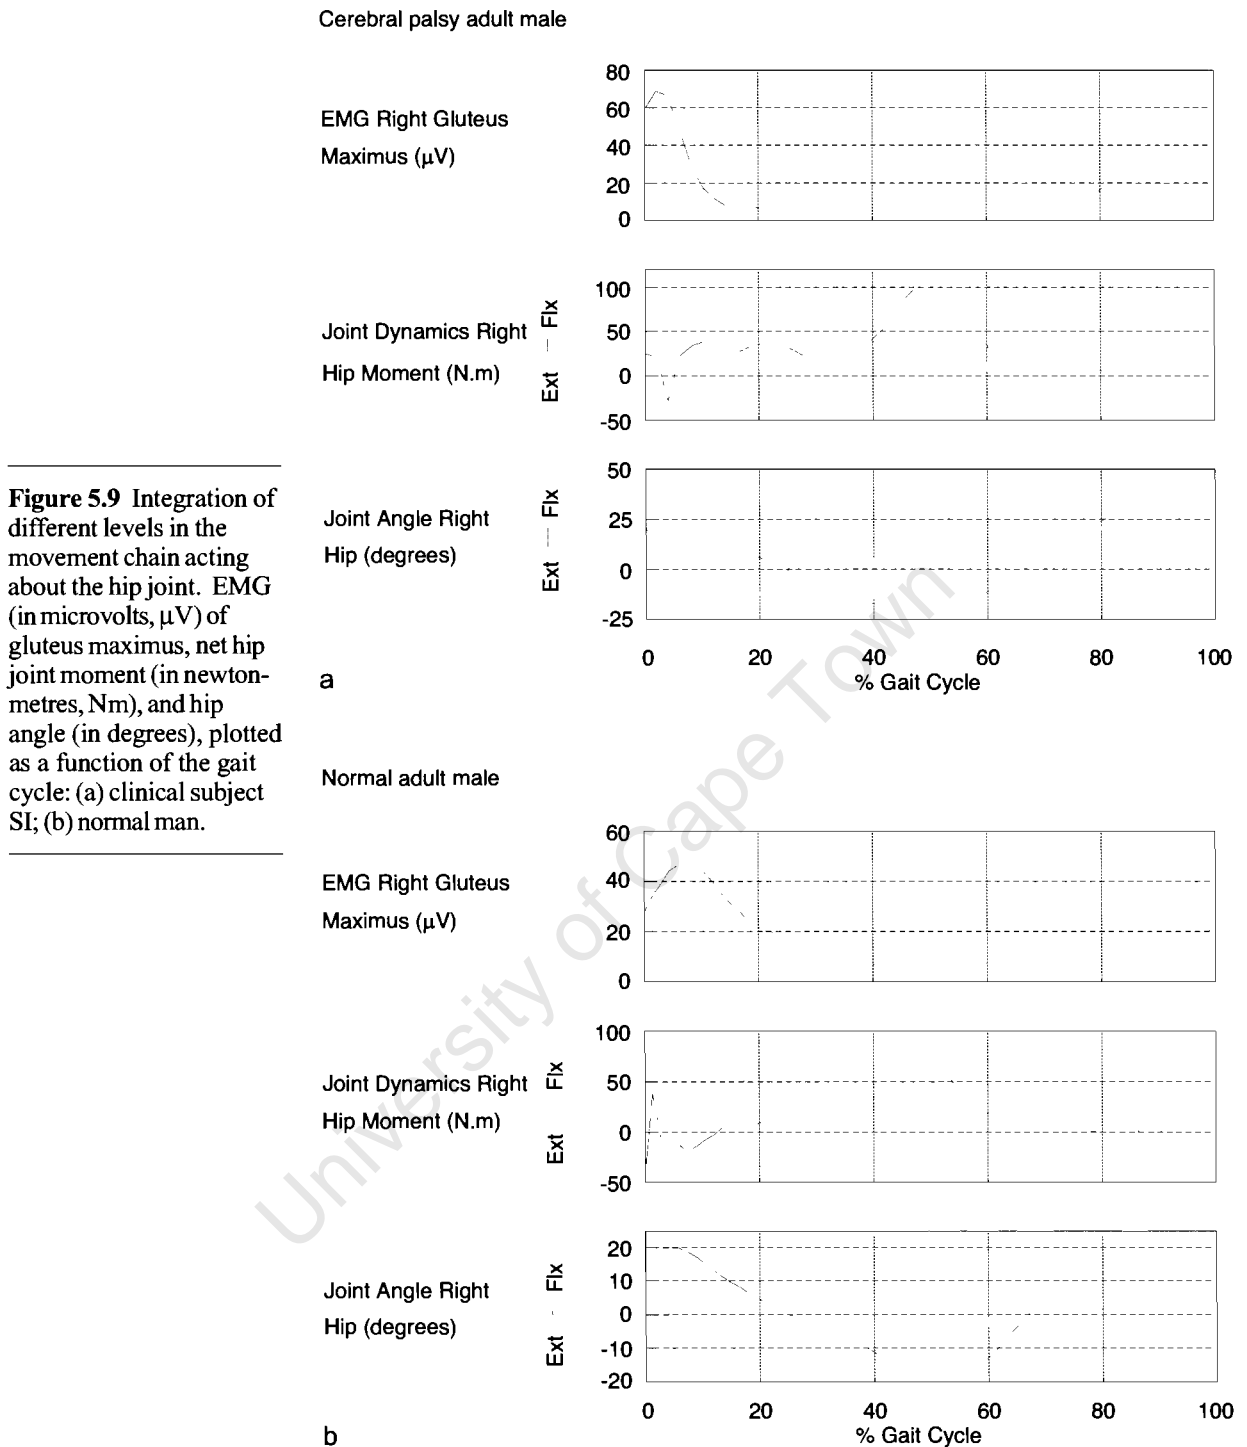 Cerebral palsy adult male
EMG Right Gluteus
Maximus (μV)
80
60
40
20
0
Joint Dynamics Right
Hip Moment (N.m)
Ext — Flx
100
50
0
-50
Joint Angle Right
Hip (degrees)
Ext — Flx
50
25
0
-25
0 20 40 60 80 100
% Gait Cycle
a
Figure 5.9 Integration of
different levels in the
movement chain acting
about the hip joint. EMG
(in microvolts, μV) of
gluteus maximus, net hip
joint moment (in newton-
metres, Nm), and hip
angle (in degrees), plotted
as a function of the gait
cycle: (a) clinical subject
SI; (b) normal man.
Normal adult male
EMG Right Gluteus
Maximus (μV)
60
40
20
0
Joint Dynamics Right
Hip Moment (N.m)
Ext Flx
100
50
0
-50
Joint Angle Right
Hip (degrees)
Ext - Flx
20
10
0
-10
-20
0 20 40 60 80 100
% Gait Cycle
b
University of Cape Town